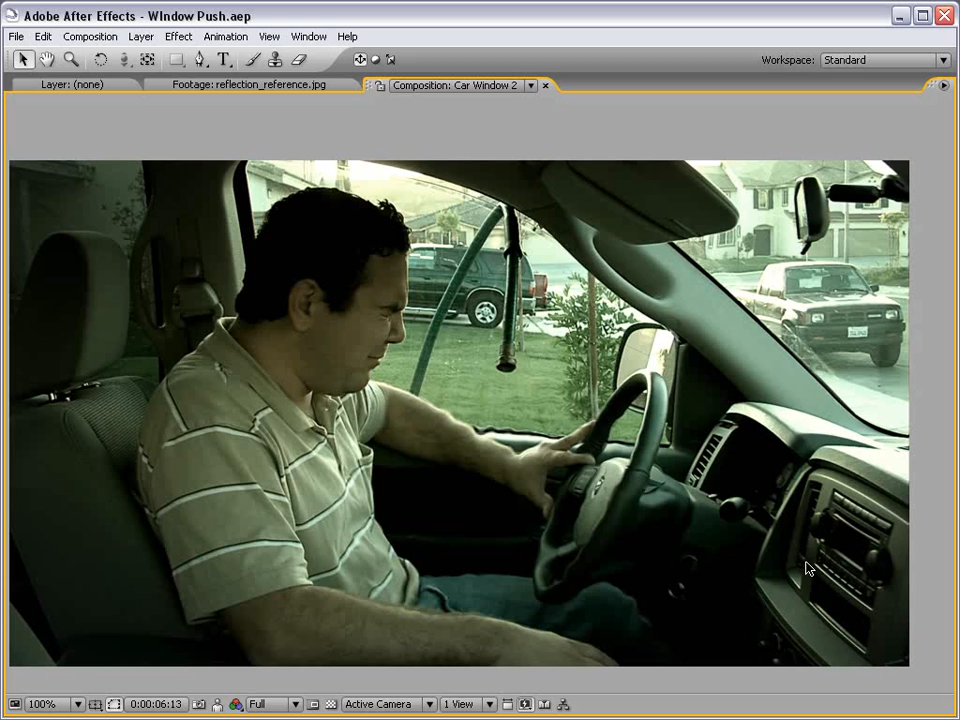 Adobe After Effects - WIndow Push.aep
File Edit Composition Layer Effect Animation View Window Help
T Workspace: Standard
Layer: (none) Footage: reflection_reference.jpg Composition: Car Window 2
100% 0:00:06:13 Full Active Camera 1 View